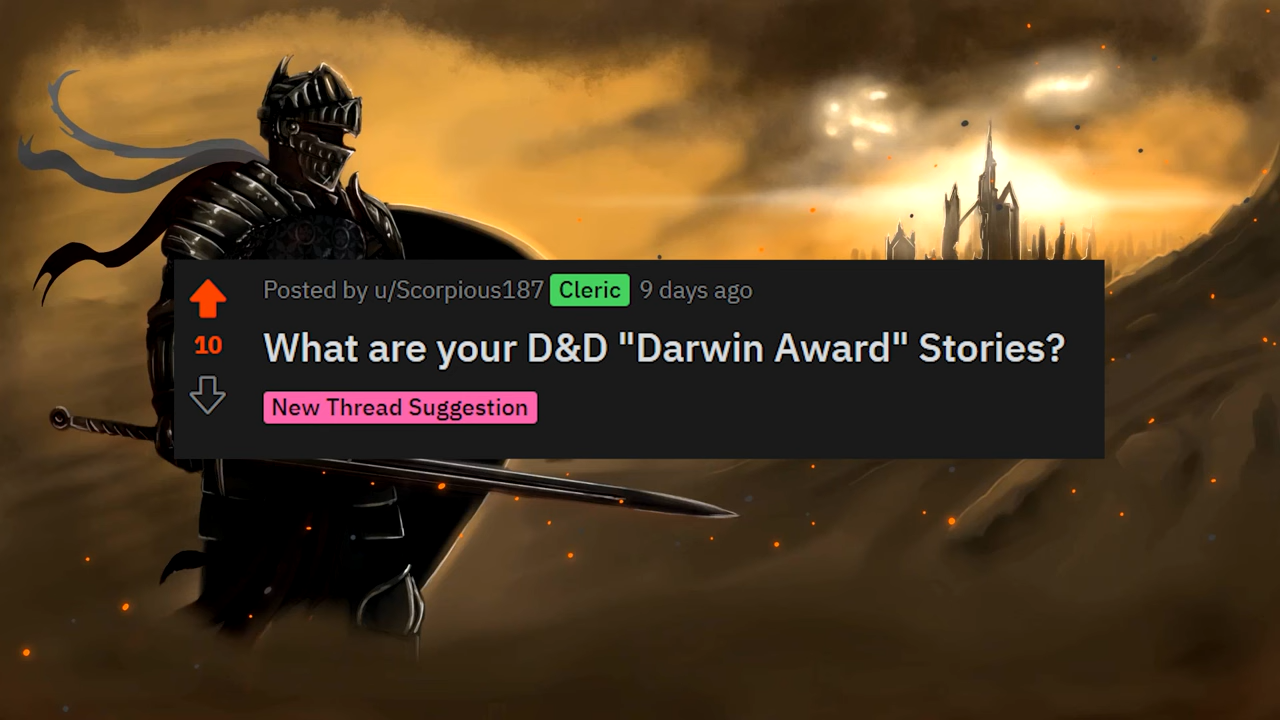 Posted by u/Scorpious187 Cleric 9 days ago
10
What are your D&D "Darwin Award" Stories?
New Thread Suggestion